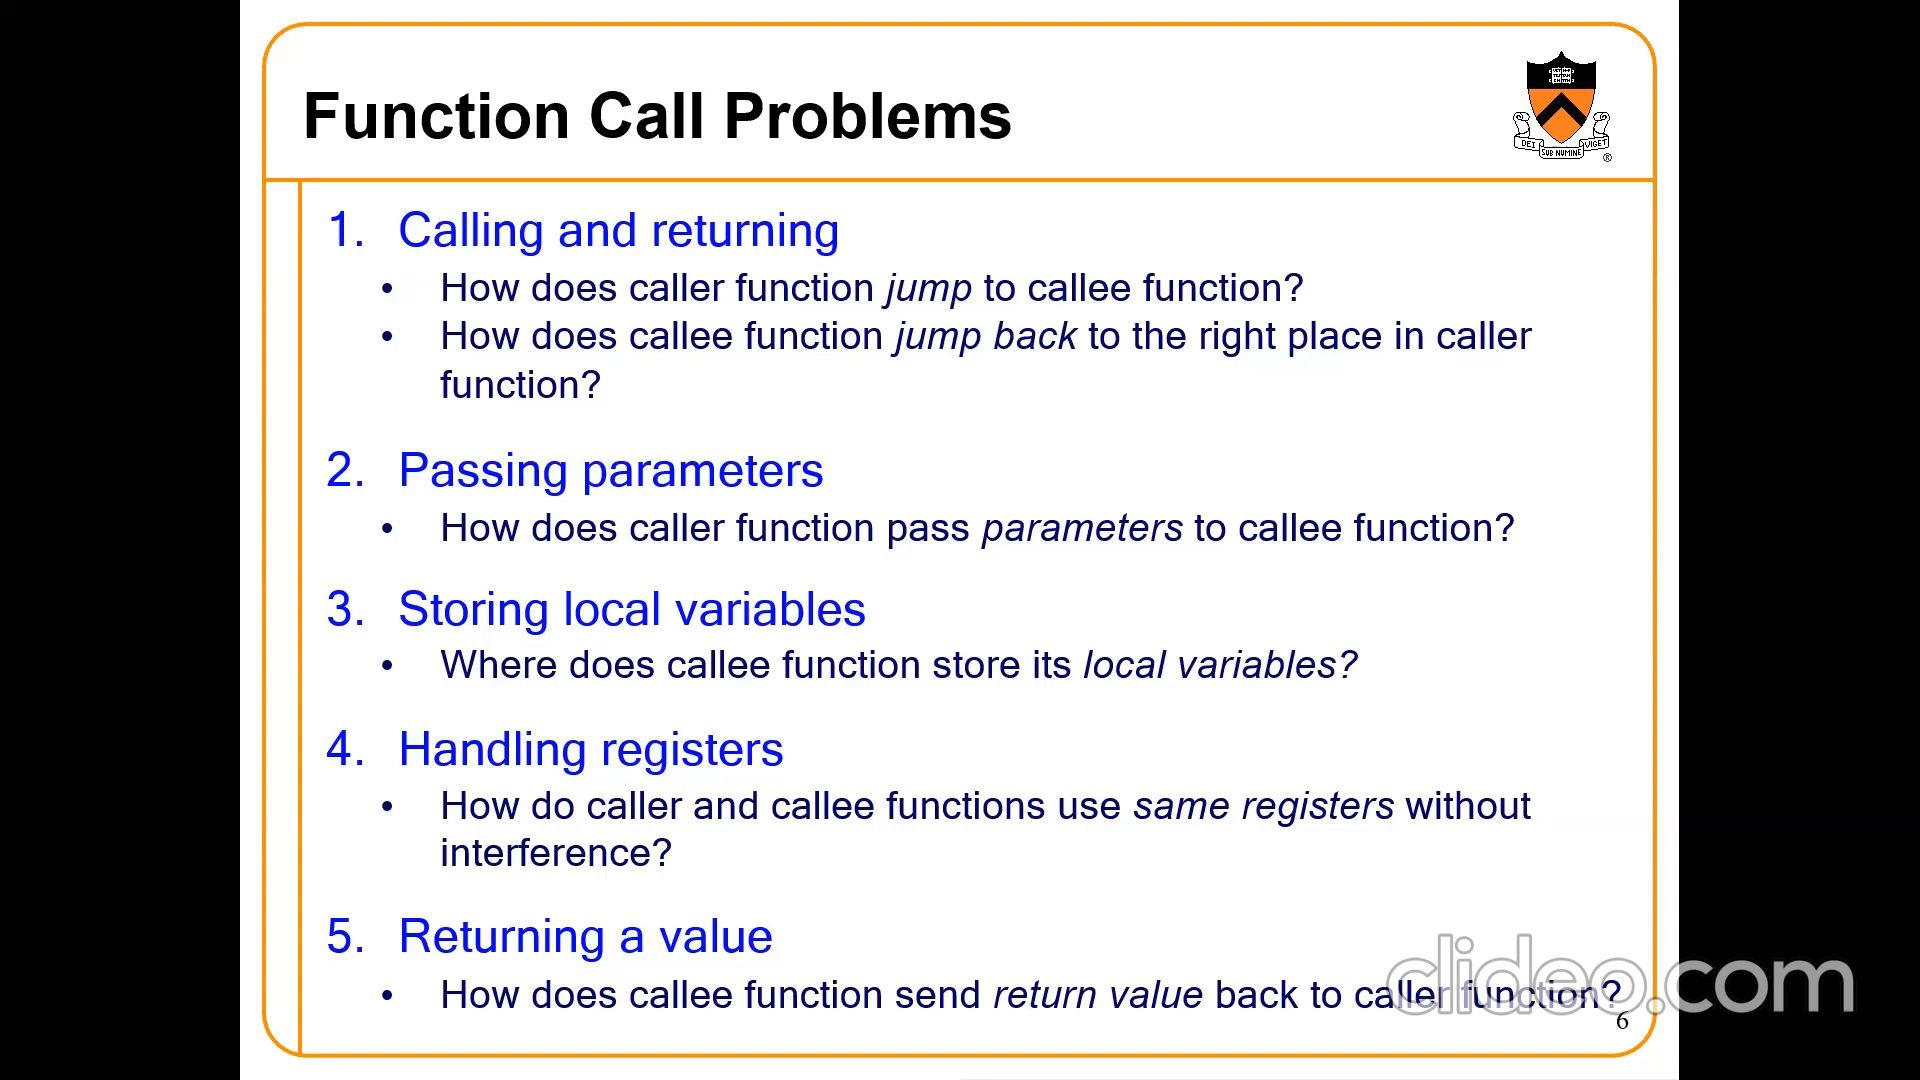 Function Call Problems
DEI SUB NUMINE VIGET
®
1. Calling and returning
• How does caller function jump to callee function?
• How does callee function jump back to the right place in caller
function?
2. Passing parameters
• How does caller function pass parameters to callee function?
3. Storing local variables
• Where does callee function store its local variables?
4. Handling registers
• How do caller and callee functions use same registers without
interference?
5. Returning a value
• How does callee function send return value back to caller function?
clideo.com
6